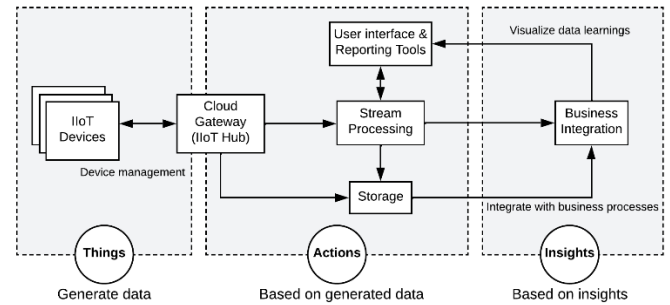 User interface &
Reporting Tools
Visualize data learnings
IIoT
Devices
Cloud
Gateway
(IIoT Hub)
Stream
Processing
Business
Integration
Device management
Storage
Integrate with business processes
Things
Actions
Insights
Generate data
Based on generated data
Based on insights